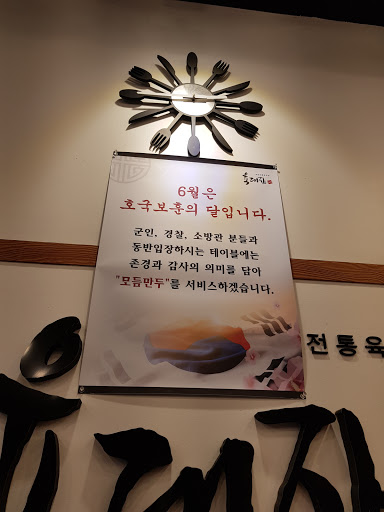 6월은
호국보훈의 달입니다.
군인, 경찰, 소방관 분들과
동반입장하시는 테이블에는
존경과 감사의 의미를 담아
"모듬만두"를 서비스하겠습니다.
전통육